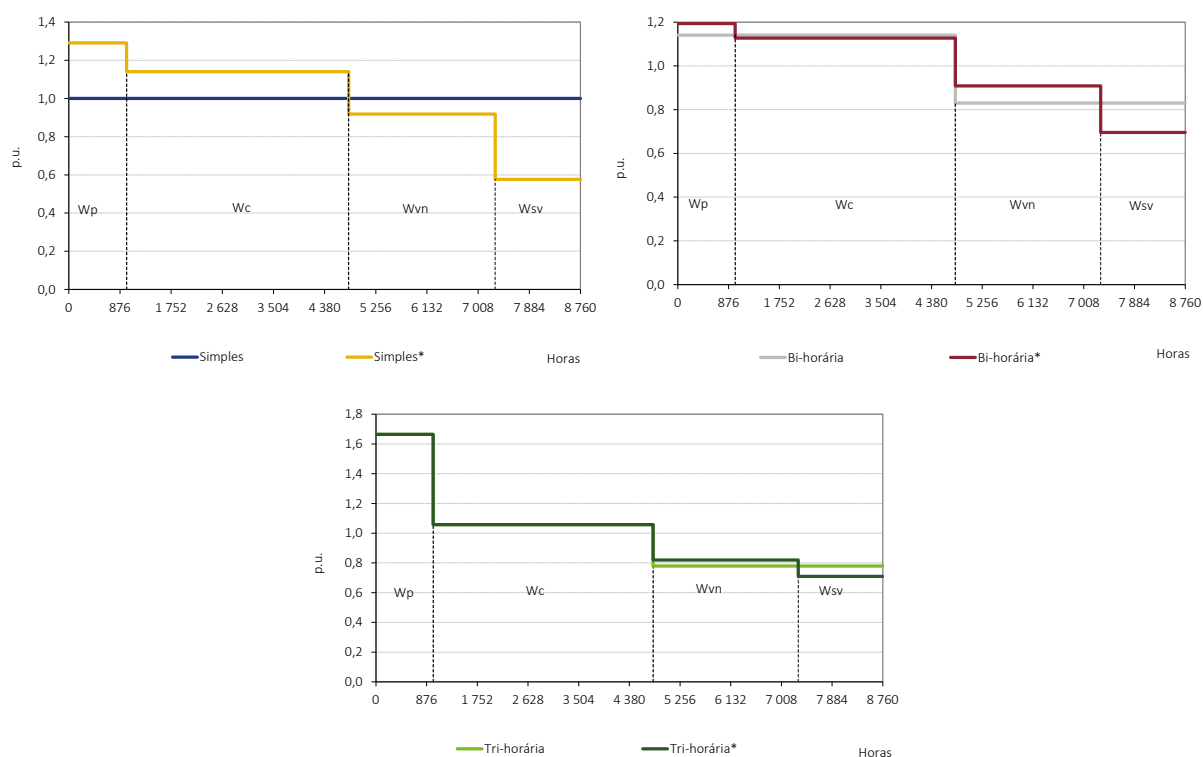 1,4
1,2
1,0
0,8
0,6
0,4
0,2
0,0
p.u.
Wp
Wc
Wvn
Wsv
0 876 1 752 2 628 3 504 4 380 5 256 6 132 7 008 7 884 8 760
Simples Simples* Horas
1,2
1,0
0,8
0,6
0,4
0,2
0,0
p.u.
Wp
Wc
Wvn
Wsv
0 876 1 752 2 628 3 504 4 380 5 256 6 132 7 008 7 884 8 760
Bi-horária Bi-horária* Horas
1,8
1,6
1,4
1,2
1,0
0,8
0,6
0,4
0,2
0,0
p.u.
Wp
Wc
Wvn
Wsv
0 876 1 752 2 628 3 504 4 380 5 256 6 132 7 008 7 884 8 760
Tri-horária Tri-horária* Horas